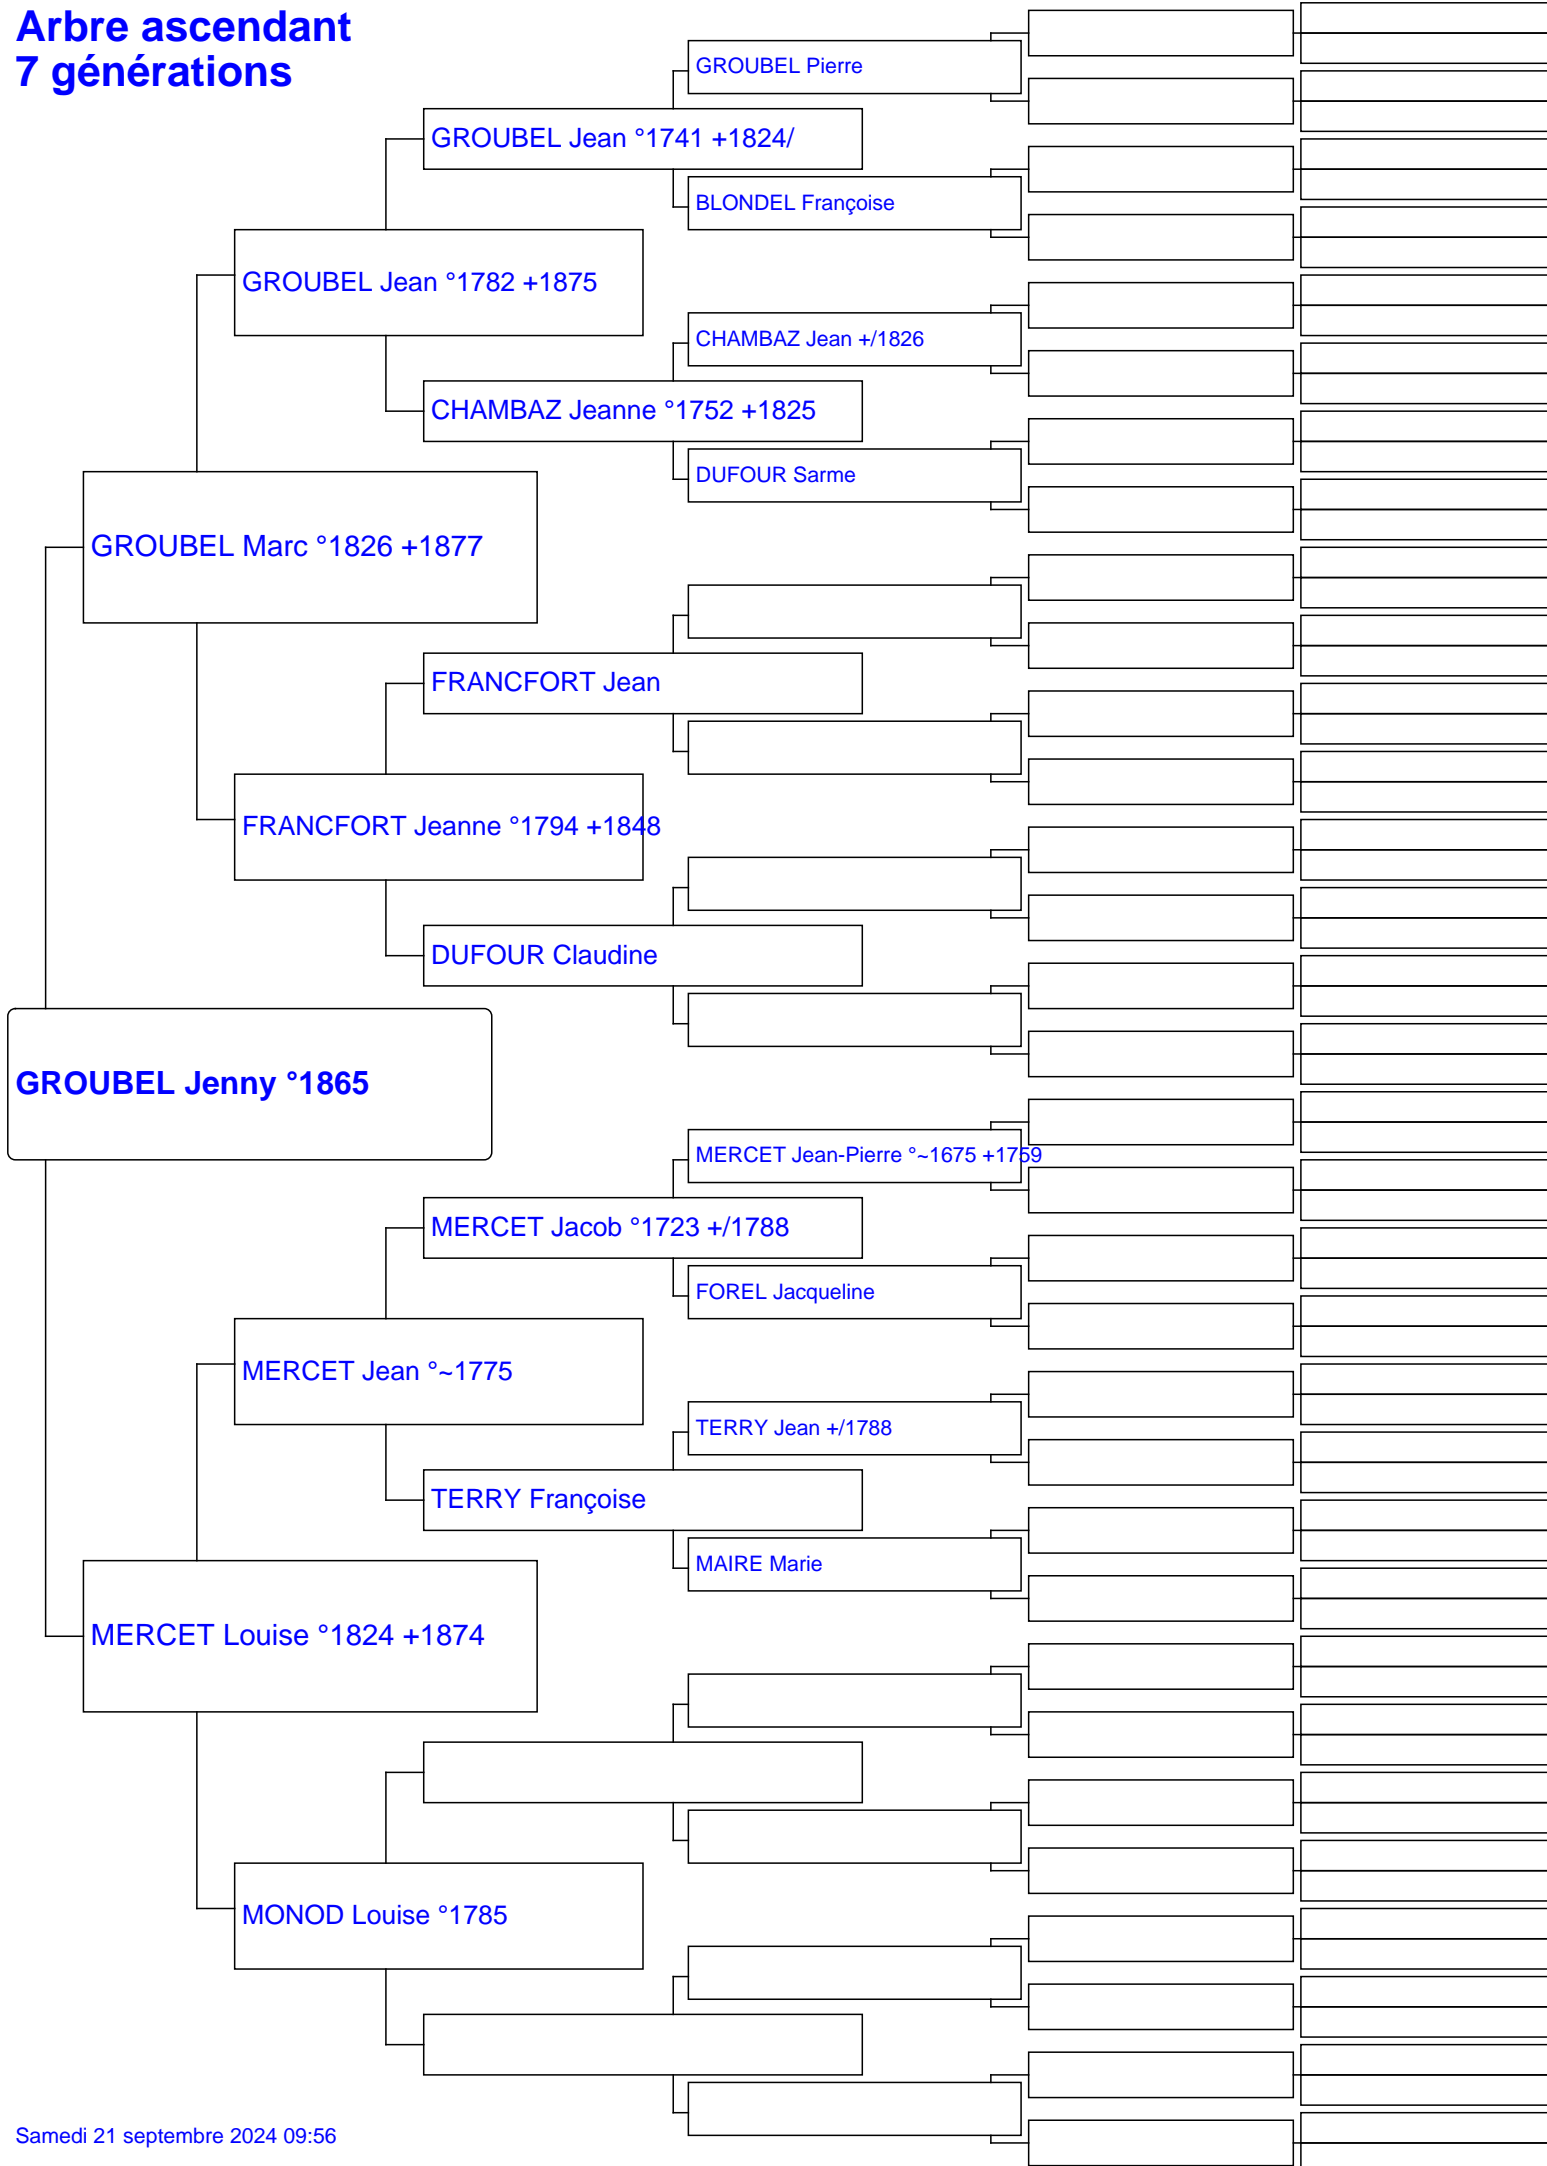 Arbre ascendant
7 générations
GROUBEL Pierre
GROUBEL Jean °1741 +1824/
BLONDEL Françoise
GROUBEL Jean °1782 +1875
CHAMBAZ Jean +/1826
CHAMBAZ Jeanne °1752 +1825
DUFOUR Sarme
GROUBEL Marc °1826 +1877
FRANCFORT Jean
FRANCFORT Jeanne °1794 +1848
DUFOUR Claudine
GROUBEL Jenny °1865
MERCET Jean-Pierre °~1675 +1759
MERCET Jacob °1723 +/1788
FOREL Jacqueline
MERCET Jean °~1775
TERRY Jean +/1788
TERRY Françoise
MAIRE Marie
MERCET Louise °1824 +1874
MONOD Louise °1785
Samedi 21 septembre 2024 09:56